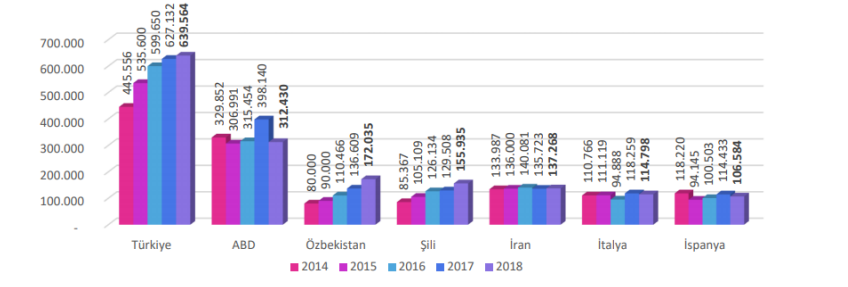 445.556 535.600 599.650 627.132 639.564
329.852 306.991 315.454 398.140 312.430
80.000 90.000 110.466 136.609 172.035
85.367 105.109 126.134 129.508 155.935
133.987 136.000 140.081 135.723 137.268
110.766 111.119 94.888 118.259 114.798
118.220 94.145 100.503 114.433 106.584
700.000
600.000
500.000
400.000
300.000
200.000
100.000
-
Türkiye ABD Özbekistan Şili İran İtalya İspanya
2014 2015 2016 2017 2018